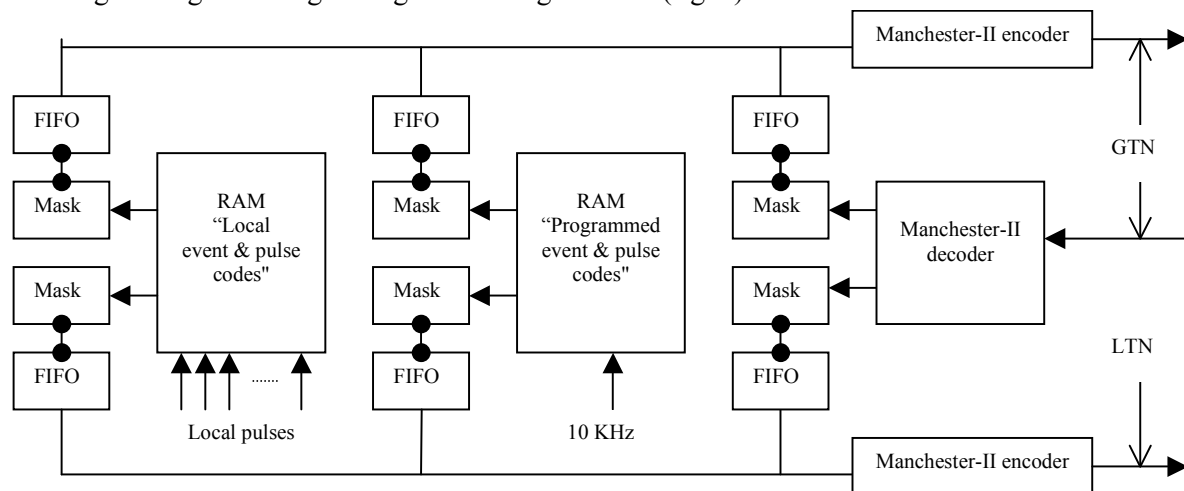 Manchester-II encoder
FIFO
FIFO
FIFO
GTN
RAM
“Local
event & pulse
codes"
RAM
“Programmed
event & pulse
codes"
Mask
Mask
Mask
Manchester-II
decoder
Mask
Mask
Mask
LTN
FIFO
FIFO
FIFO
.......
Local pulses
10 KHz
Manchester-II encoder